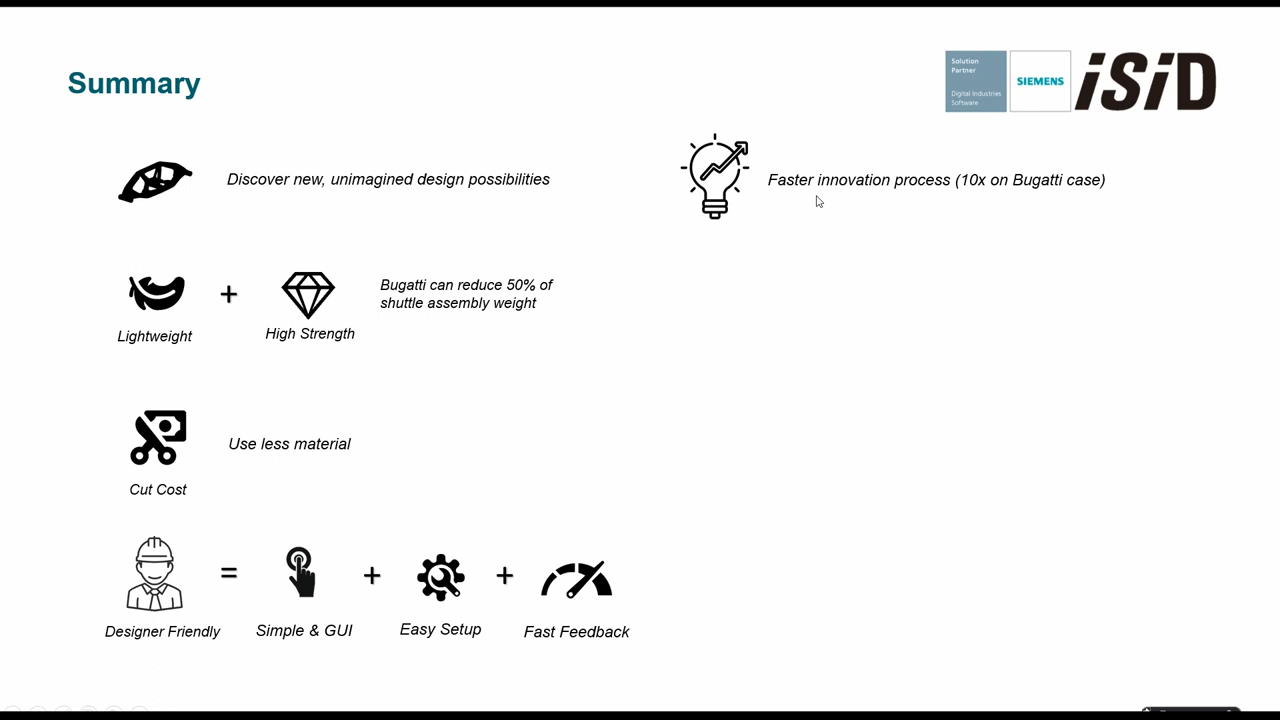 Summary
Solution
Partner
Digital Industries
Software
SIEMENS
iSiD
Discover new, unimagined design possibilities
Faster innovation process (10x on Bugatti case)
+
Bugatti can reduce 50% of
shuttle assembly weight
Lightweight
High Strength
Use less material
Cut Cost
= + +
Designer Friendly
Simple & GUI
Easy Setup
Fast Feedback